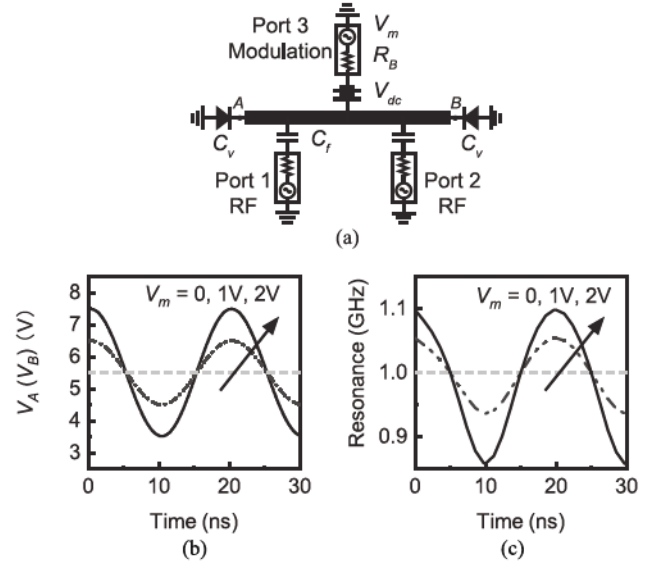 Port 3
Modulation
V_m
R_B
V_dc
A
B
C_v
C_f
C_v
Port 1
RF
Port 2
RF
(a)
V_m = 0, 1V, 2V
V_A (V_B) (V)
8
7
6
5
4
3
0
10
20
30
Time (ns)
(b)
V_m = 0, 1V, 2V
Resonance (GHz)
1.1
1.0
0.9
0
10
20
30
Time (ns)
(c)